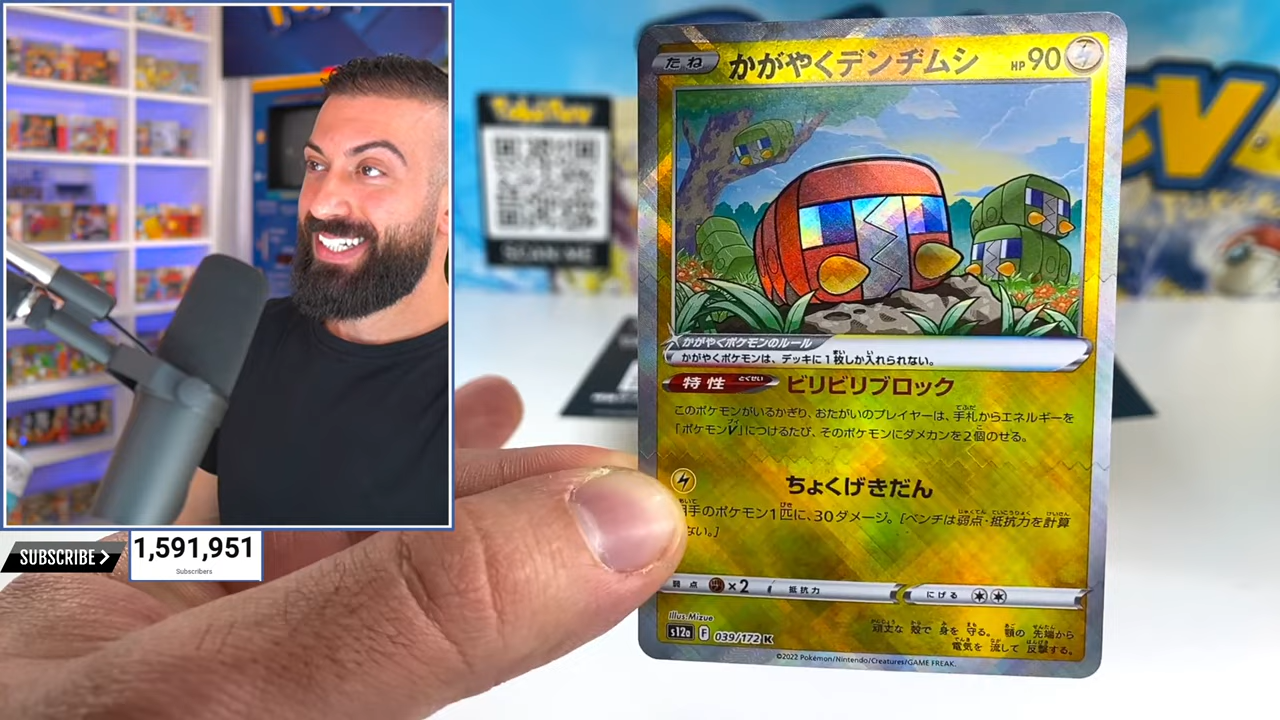 PokeRev
SCAN ME
SUBSCRIBE >
1,591,951
Subscribers
たね かがやくデンヂムシ HP 90
かがやくポケモンのルール
かがやくポケモンは、デッキに1枚しか入れられない。
特性 とくせい ビリビリブロック
このポケモンがいるかぎり、おたがいのプレイヤーは、手札からエネルギーを
「ポケモンV」につけるたび、そのポケモンにダメカンを2個のせる。
ちょくげきだん
手のポケモン1匹に、30ダメージ。[ベンチは弱点・抵抗力を計算
ない。]
弱点 ×2 抵抗力 にげる
Illus. Mizue
s12a F 039/172 K
頑丈な 殻で 身を 守る。 顎の 先端から
電気を 流して 反撃する。
©2022 Pokémon/Nintendo/Creatures/GAME FREAK.